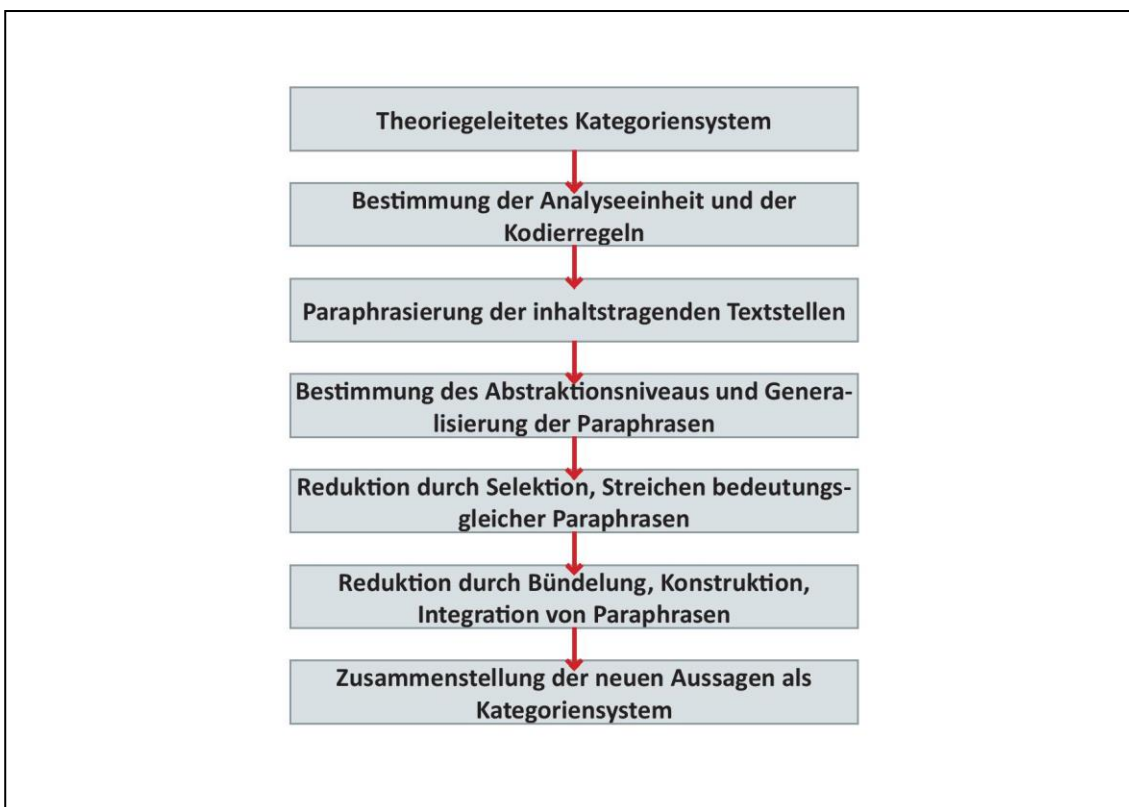 Theoriegeleitetes Kategoriensystem
Bestimmung der Analyseeinheit und der
Kodierregeln
Paraphrasierung der inhaltstragenden Textstellen
Bestimmung des Abstraktionsniveaus und Genera-
lisierung der Paraphrasen
Reduktion durch Selektion, Streichen bedeutungs-
gleicher Paraphrasen
Reduktion durch Bündelung, Konstruktion,
Integration von Paraphrasen
Zusammenstellung der neuen Aussagen als
Kategoriensystem